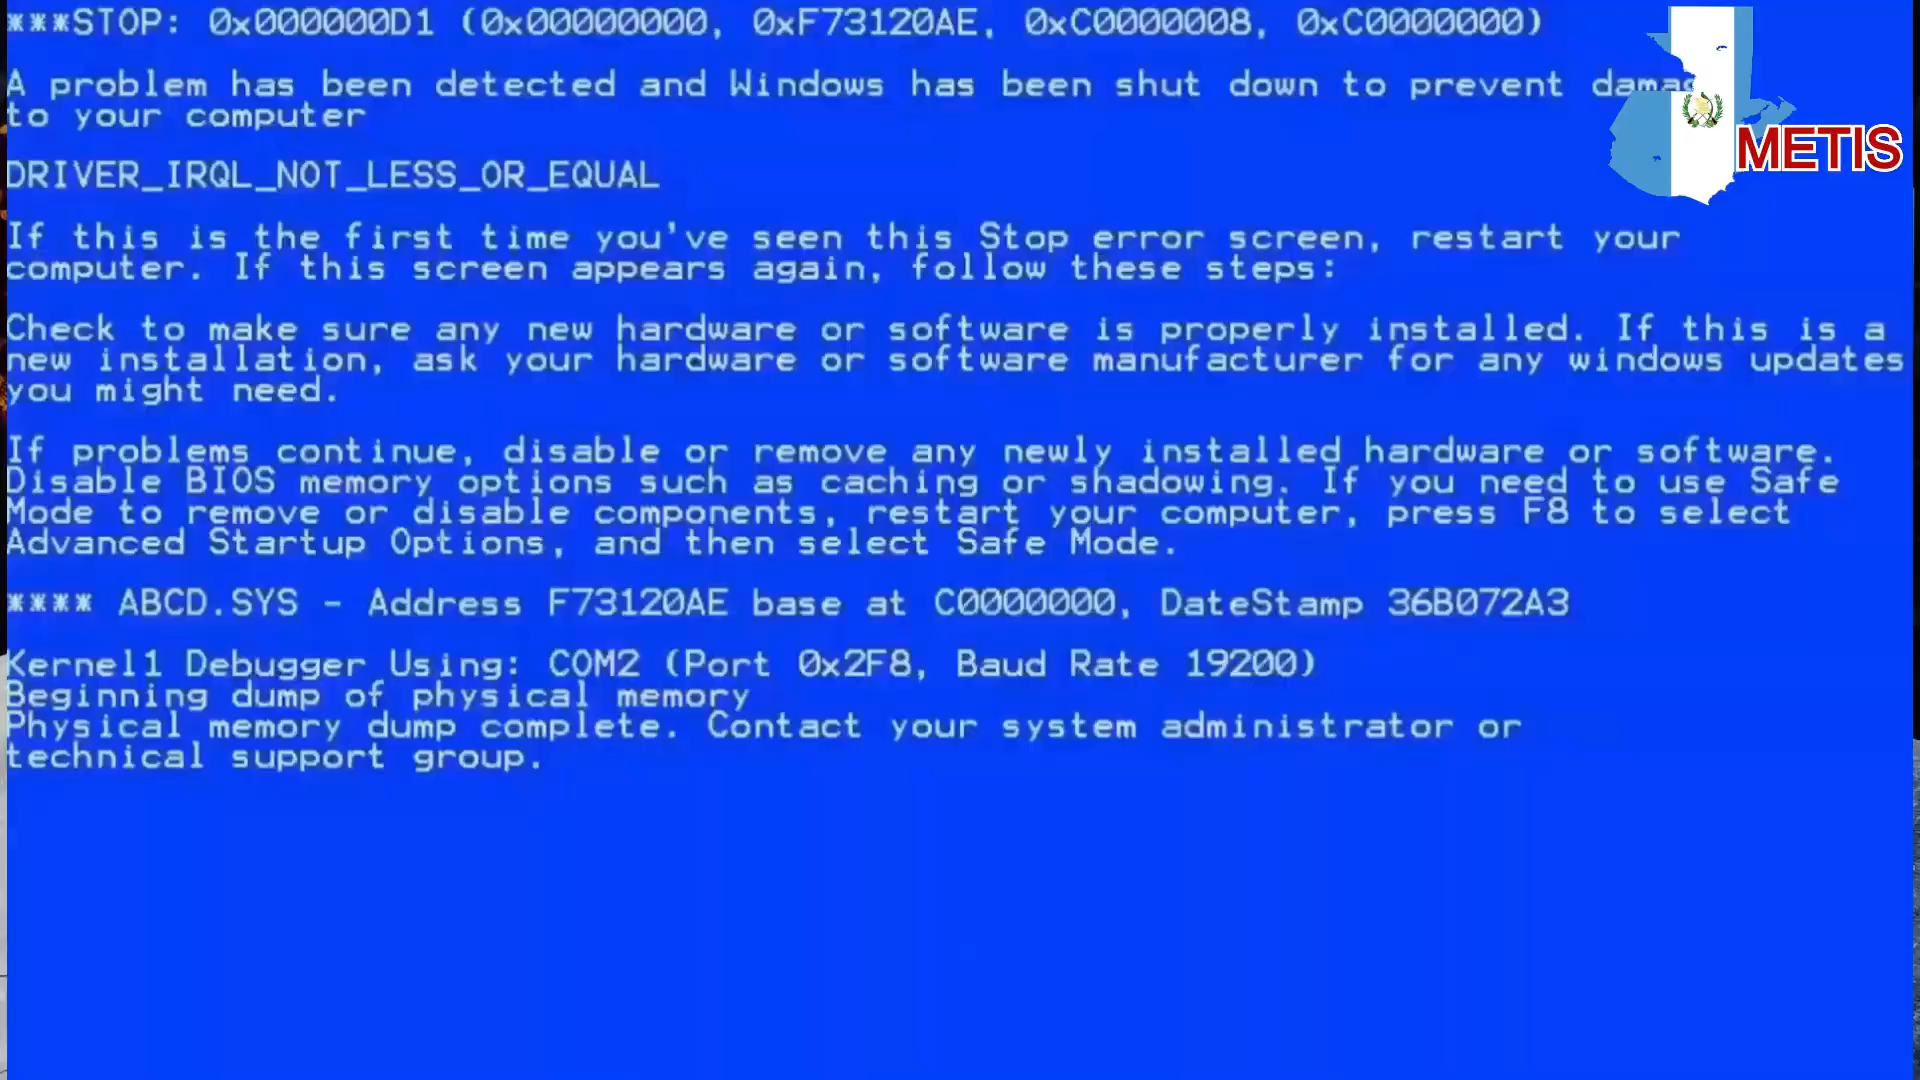 ***STOP: 0x000000D1 (0x00000000, 0xF73120AE, 0xC0000008, 0xC0000000)
A problem has been detected and Windows has been shut down to prevent damag
to your computer
METIS
DRIVER_IRQL_NOT_LESS_OR_EQUAL
If this is the first time you've seen this Stop error screen, restart your
computer. If this screen appears again, follow these steps:
Check to make sure any new hardware or software is properly installed. If this is a
new installation, ask your hardware or software manufacturer for any windows updates
you might need.
If problems continue, disable or remove any newly installed hardware or software.
Disable BIOS memory options such as caching or shadowing. If you need to use Safe
Mode to remove or disable components, restart your computer, press F8 to select
Advanced Startup Options, and then select Safe Mode.
**** ABCD.SYS - Address F73120AE base at C0000000, DateStamp 36B072A3
Kernel1 Debugger Using: COM2 (Port 0x2F8, Baud Rate 19200)
Beginning dump of physical memory
Physical memory dump complete. Contact your system administrator or
technical support group.